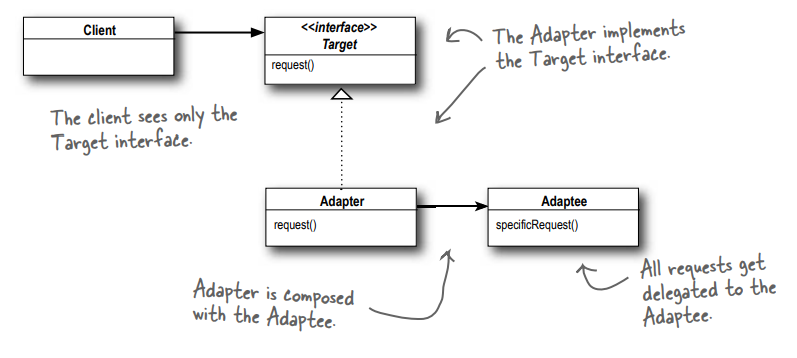 Client
<<interface>>
Target
request()
The Adapter implements
the Target interface.
The client sees only the
Target interface.
Adapter
request()
Adaptee
specificRequest()
Adapter is composed
with the Adaptee.
All requests get
delegated to the
Adaptee.